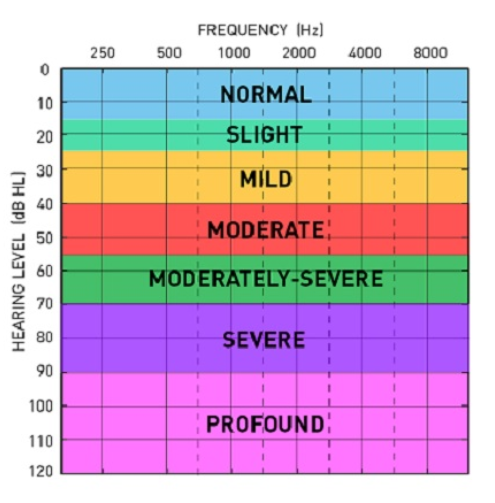 FREQUENCY (Hz)
250 500 1000 2000 4000 8000
HEARING LEVEL (dB HL)
0
10
NORMAL
20
SLIGHT
30
MILD
40
MODERATE
50
60
MODERATELY-SEVERE
70
80
SEVERE
90
100
PROFOUND
110
120